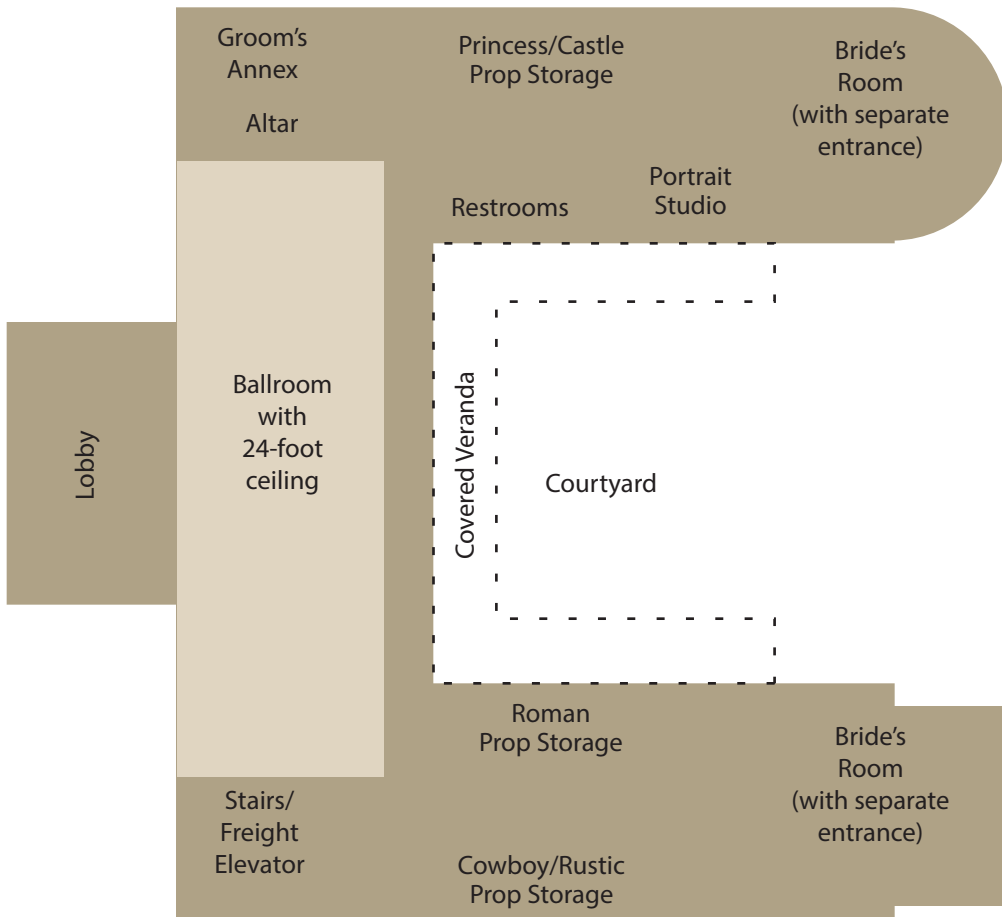 Groom’s
Annex
Altar
Princess/Castle
Prop Storage
Bride’s
Room
(with separate
entrance)
Restrooms
Portrait
Studio
Lobby
Ballroom
with
24-foot
ceiling
Covered Veranda
Courtyard
Roman
Prop Storage
Bride’s
Room
(with separate
entrance)
Stairs/
Freight
Elevator
Cowboy/Rustic
Prop Storage